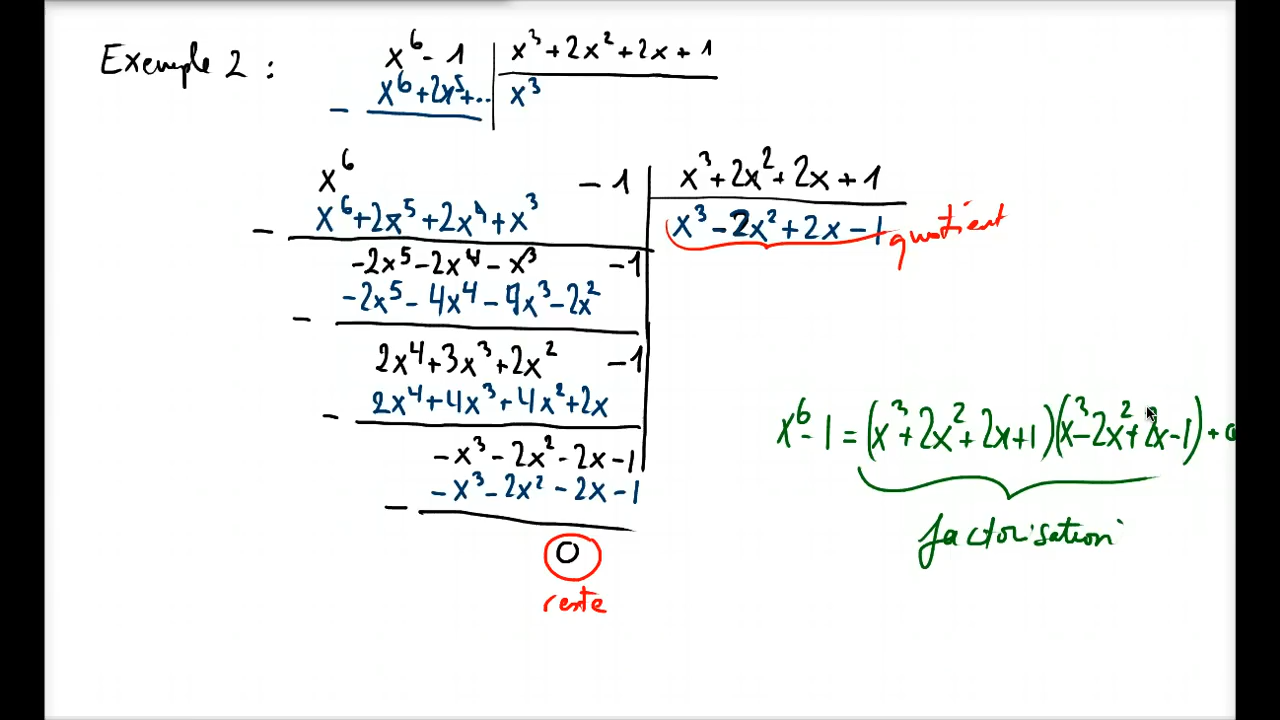 Exemple 2 : x⁶ - 1 | x³ + 2x² + 2x + 1
- x⁶ + 2x⁵ + ... | x³
x⁶ - 1 | x³ + 2x² + 2x + 1
- x⁶ + 2x⁵ + 2x⁴ + x³ | x³ - 2x² + 2x - 1 quotient
-2x⁵ - 2x⁴ - x³ - 1
- -2x⁵ - 4x⁴ - 4x³ - 2x²
2x⁴ + 3x³ + 2x² - 1
- 2x⁴ + 4x³ + 4x² + 2x
-x³ - 2x² - 2x - 1
- -x³ - 2x² - 2x - 1
0
reste
x⁶ - 1 = (x³ + 2x² + 2x + 1)(x³ - 2x² + 2x - 1) +
factorisation